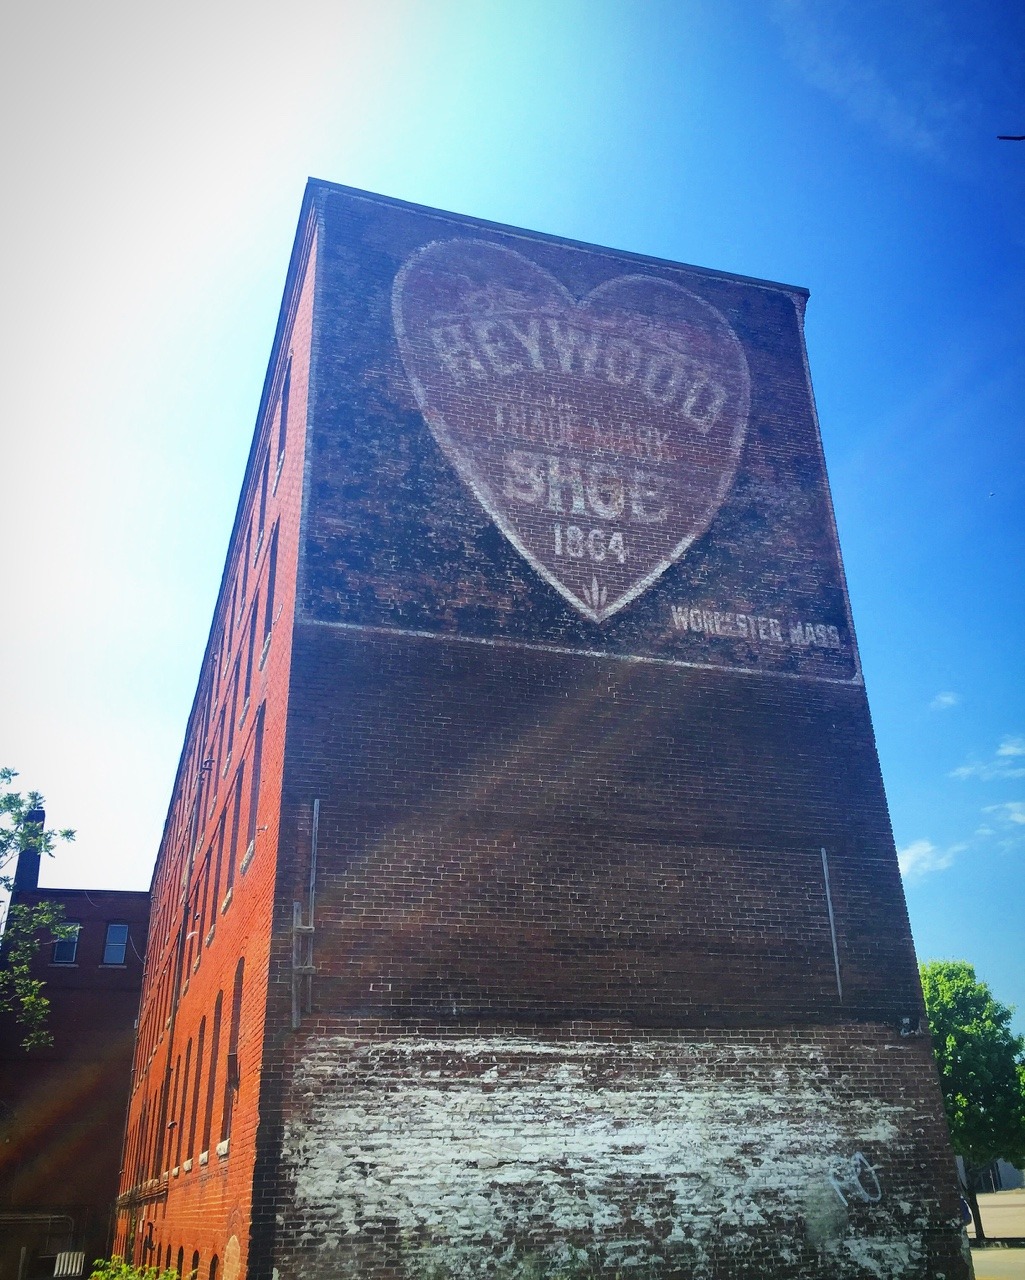 HEYWOOD
TRADE MARK
SHOE
1864
WORCESTER MASS.